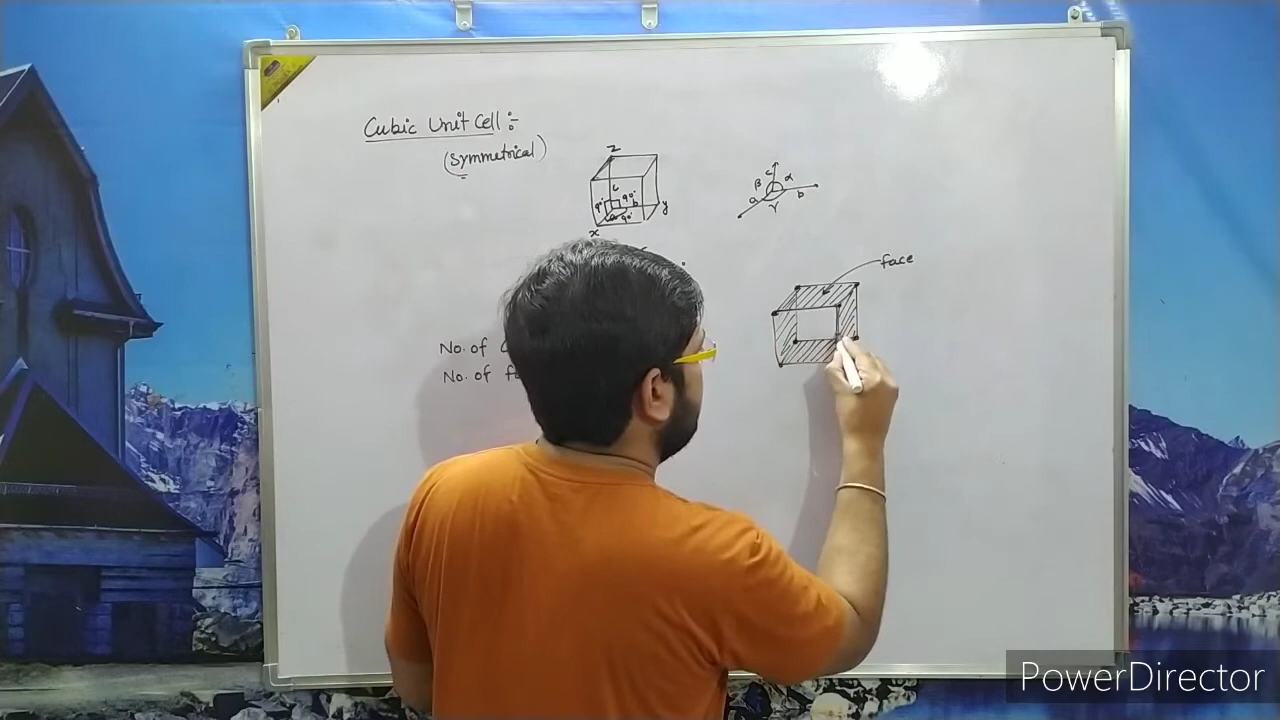 Cubic Unit Cell :-
(Symmetrical)
z
c
90° 90°
a b y
90°
x
β c α
a b
γ
face
No. of
No. of
PowerDirector